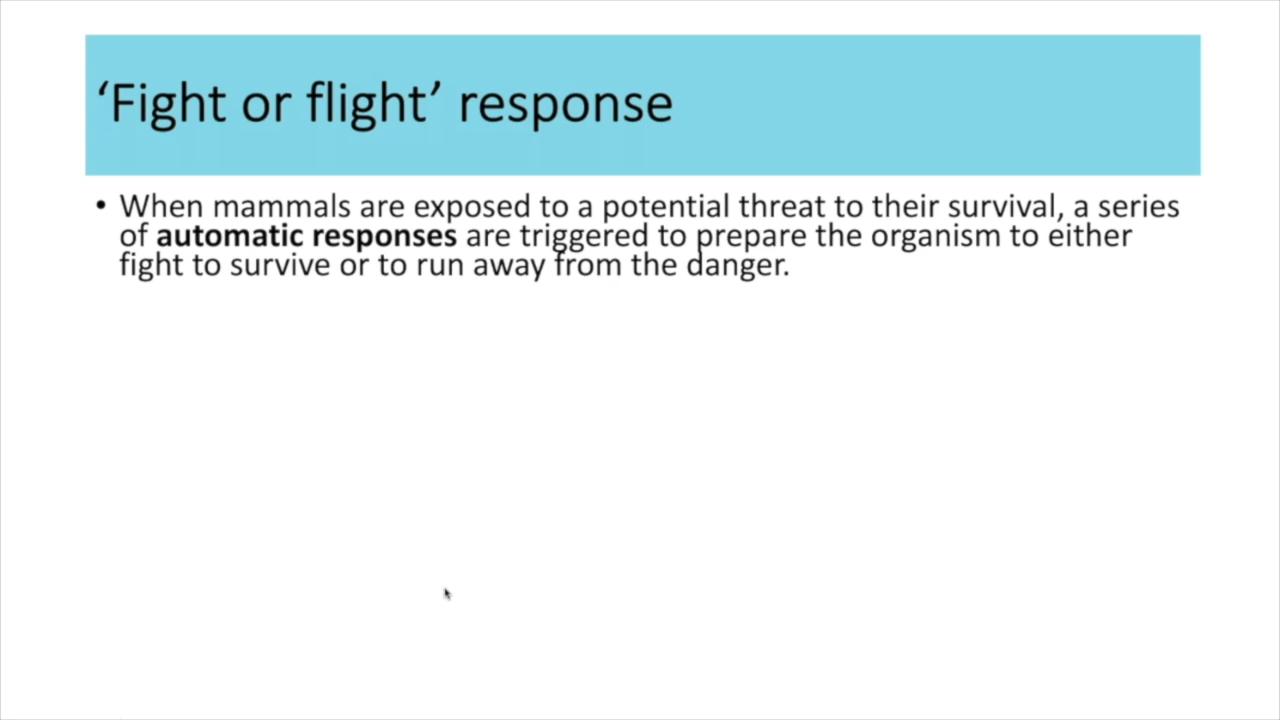 ‘Fight or flight’ response
• When mammals are exposed to a potential threat to their survival, a series
of automatic responses are triggered to prepare the organism to either
fight to survive or to run away from the danger.